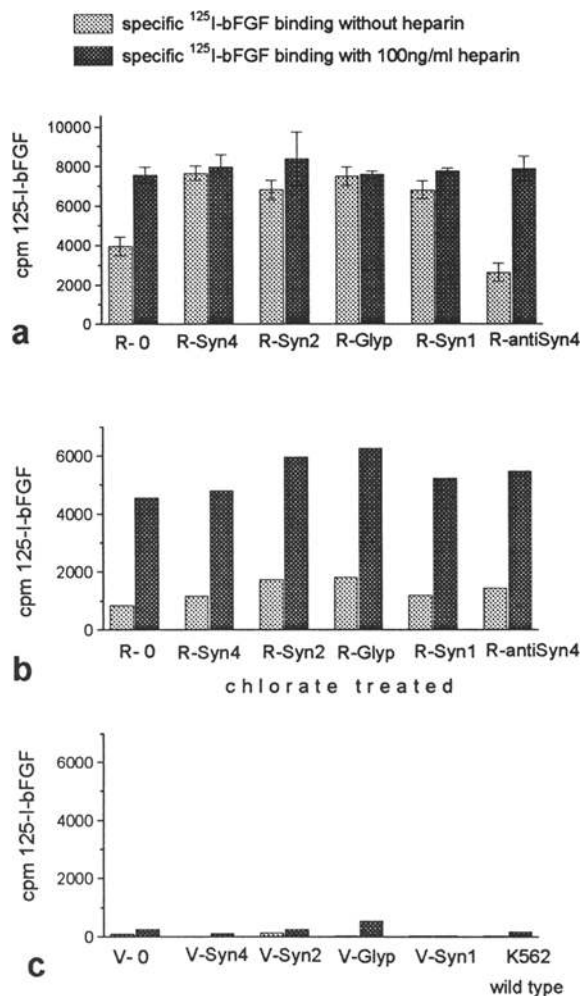 specific ¹²⁵I-bFGF binding without heparin
specific ¹²⁵I-bFGF binding with 100ng/ml heparin
cpm 125-I-bFGF
10000
8000
6000
4000
2000
0
R- 0 R-Syn4 R-Syn2 R-Glyp R-Syn1 R-antiSyn4
a
cpm 125-I-bFGF
6000
4000
2000
0
R- 0 R-Syn4 R-Syn2 R-Glyp R-Syn1 R-antiSyn4
b
chlorate treated
cpm 125-I-bFGF
6000
4000
2000
0
V- 0 V-Syn4 V-Syn2 V-Glyp V-Syn1 K562
c
wild type